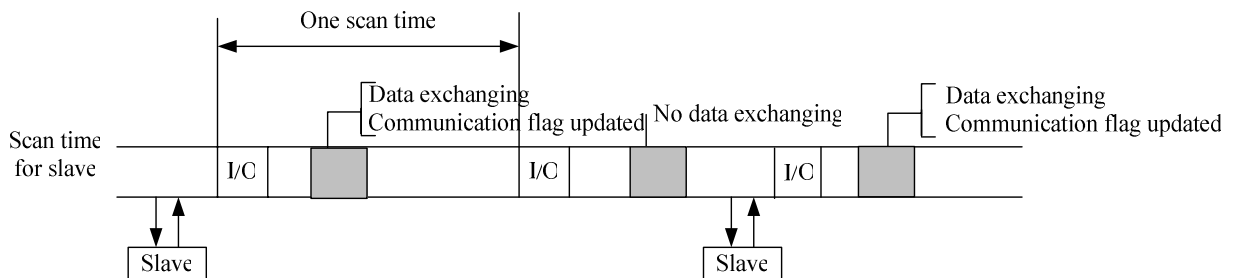 One scan time
Data exchanging
Communication flag updated
No data exchanging
Data exchanging
Communication flag updated
Scan time
for slave
I/C
I/C
I/C
Slave
Slave